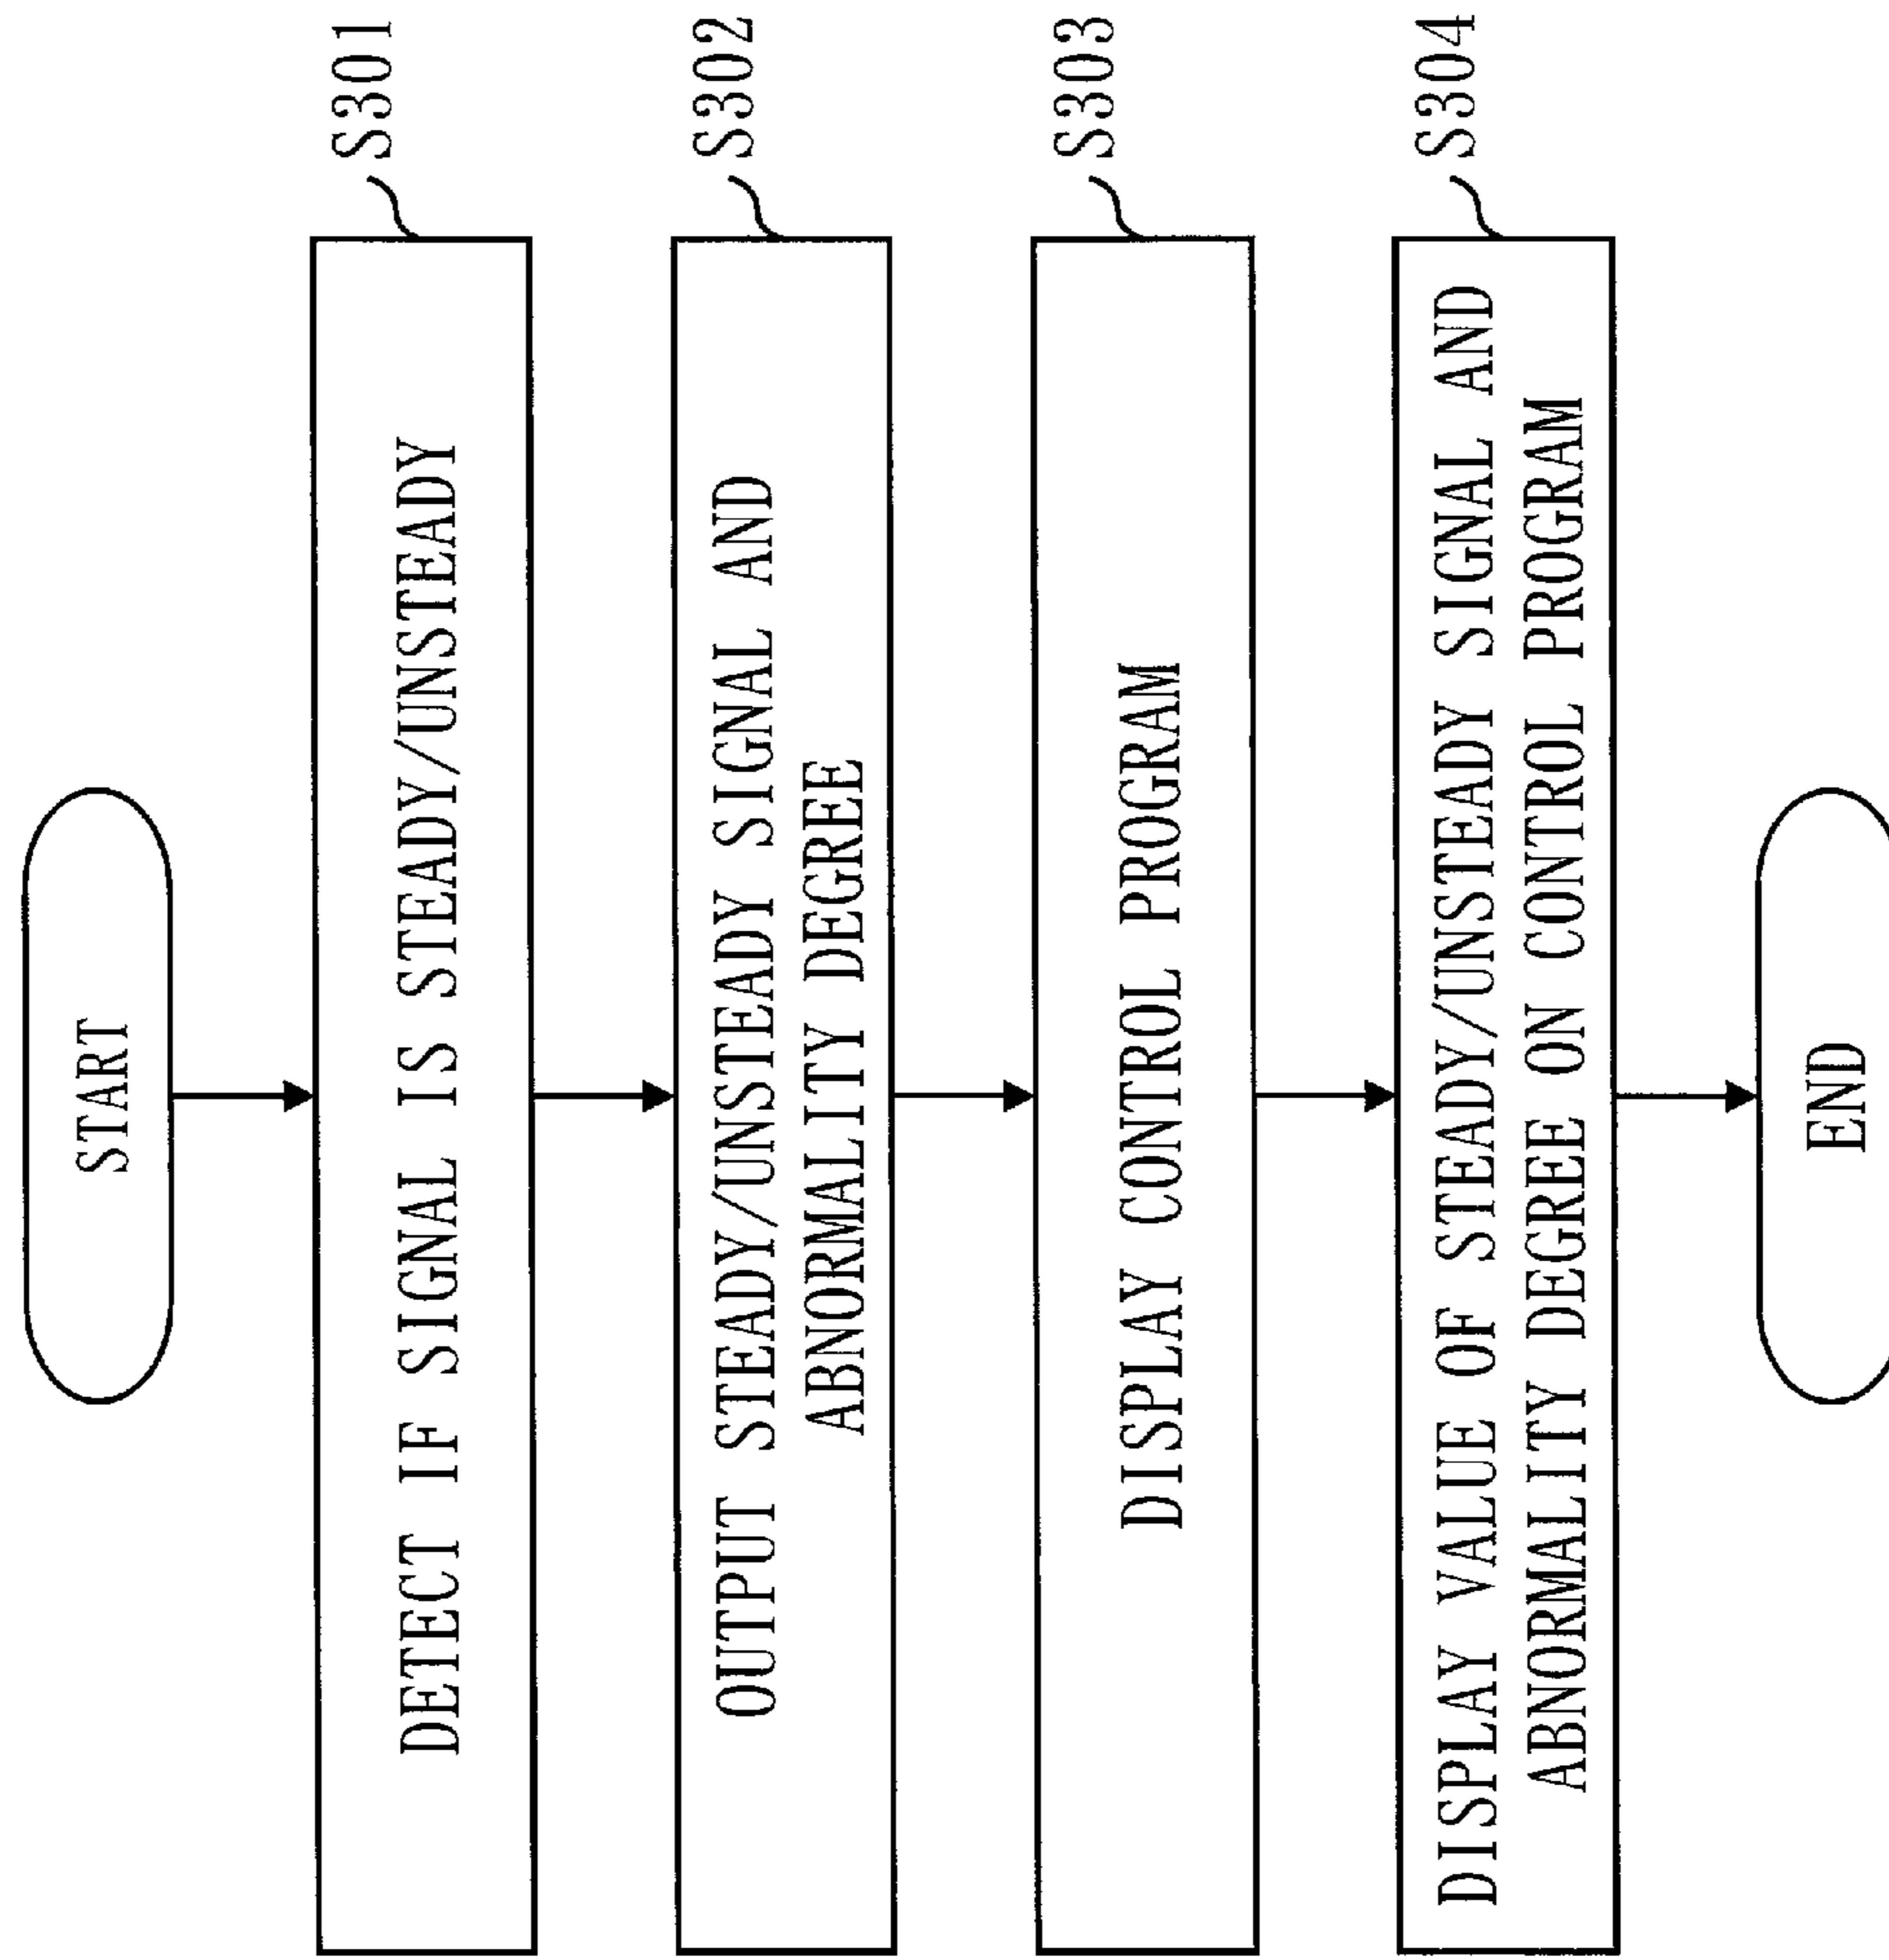 START
S301
DETECT IF SIGNAL IS STEADY/UNSTEADY
S302
OUTPUT STEADY/UNSTEADY SIGNAL AND
ABNORMALITY DEGREE
S303
DISPLAY CONTROL PROGRAM
S304
DISPLAY VALUE OF STEADY/UNSTEADY SIGNAL AND
ABNORMALITY DEGREE ON CONTROL PROGRAM
END